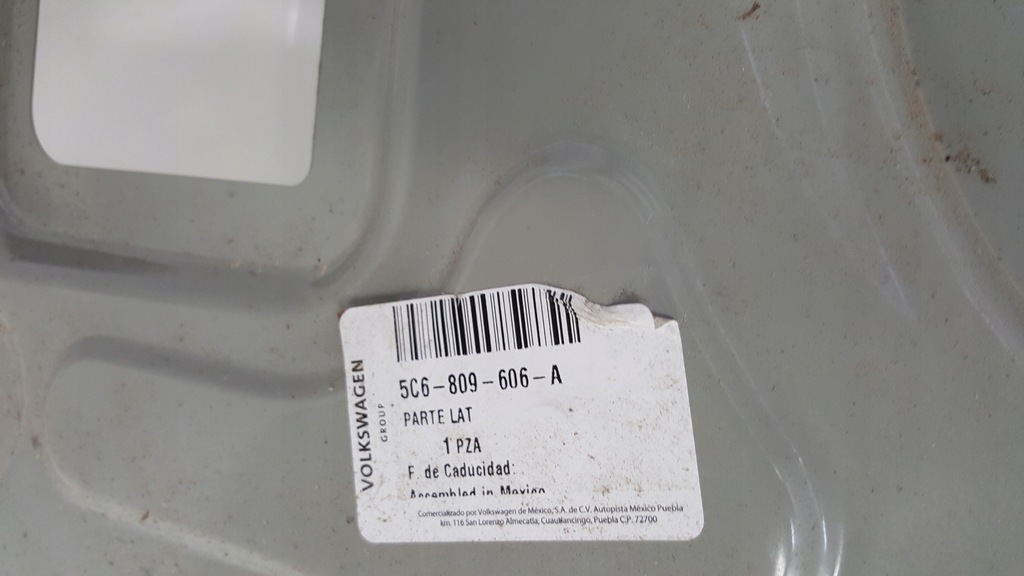 VOLKSWAGEN
GROUP
5C6-809-606-A
PARTE LAT
1 PZA
F. de Caducidad:
Assembled in Mexico
Comercializado por Volkswagen de México, S.A. de C.V. Autopista México Puebla
km. 116 San Lorenzo Almecatla, Cuautlancingo, Puebla C.P. 72700